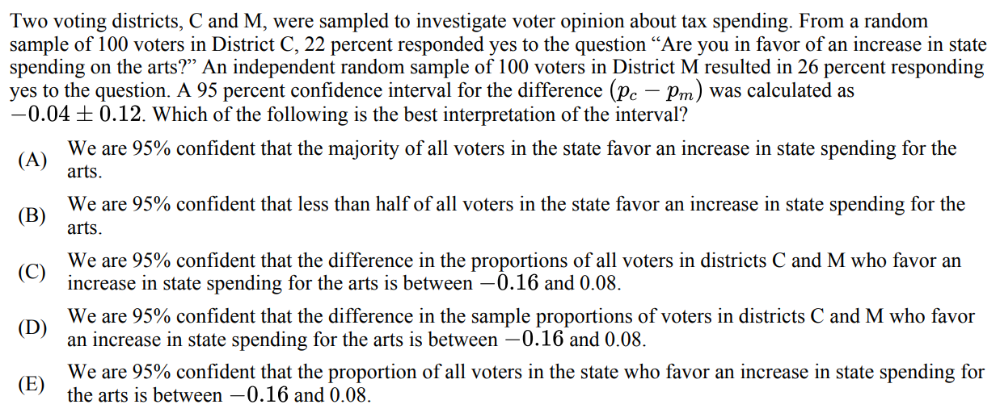 Two voting districts, C and M, were sampled to investigate voter opinion about tax spending. From a random
sample of 100 voters in District C, 22 percent responded yes to the question “Are you in favor of an increase in state
spending on the arts?” An independent random sample of 100 voters in District M resulted in 26 percent responding
yes to the question. A 95 percent confidence interval for the difference (p_c − p_m) was calculated as
−0.04 ± 0.12. Which of the following is the best interpretation of the interval?
(A) We are 95% confident that the majority of all voters in the state favor an increase in state spending for the
arts.
(B) We are 95% confident that less than half of all voters in the state favor an increase in state spending for the
arts.
(C) We are 95% confident that the difference in the proportions of all voters in districts C and M who favor an
increase in state spending for the arts is between −0.16 and 0.08.
(D) We are 95% confident that the difference in the sample proportions of voters in districts C and M who favor
an increase in state spending for the arts is between −0.16 and 0.08.
(E) We are 95% confident that the proportion of all voters in the state who favor an increase in state spending for
the arts is between −0.16 and 0.08.